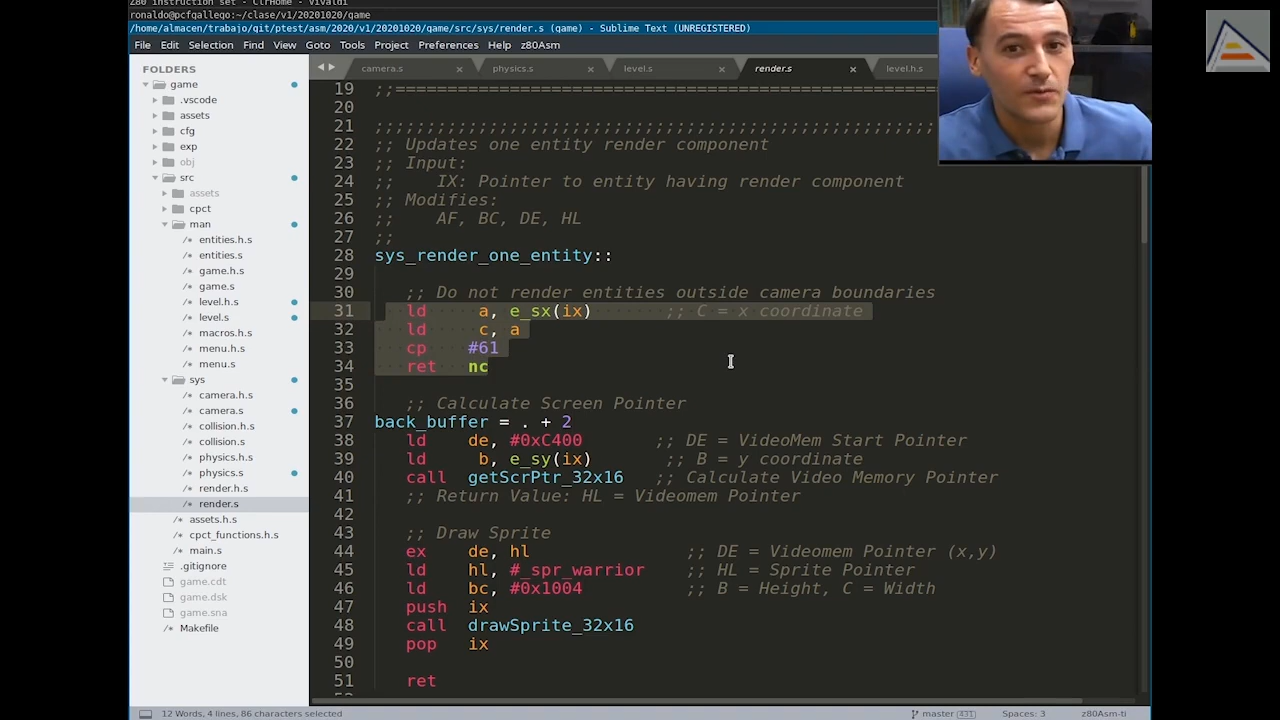 Z80 instruction set - ClrHome - Vivaldi
ronaldo@pcfgallego:~/clase/v1/20201020/game
/home/almacen/trabajo/git/ptest/asm/2020/v1/20201020/game/src/sys/render.s (game) - Sublime Text (UNREGISTERED)
File Edit Selection Find View Goto Tools Project Preferences Help z80Asm
FOLDERS
game
.vscode
assets
cfg
exp
obj
src
assets
cpct
man
entities.h.s
entities.s
game.h.s
game.s
level.h.s
level.s
macros.h.s
menu.h.s
menu.s
sys
camera.h.s
camera.s
collision.h.s
collision.s
physics.h.s
physics.s
render.h.s
render.s
assets.h.s
cpct_functions.h.s
main.s
.gitignore
game.cdt
game.dsk
game.sna
Makefile
camera.s × physics.s × level.s × render.s × level.h.s
19 ;;====================================================
20
21 ;;;;;;;;;;;;;;;;;;;;;;;;;;;;;;;;;;;;;;;;;;;;;;;;;;;;;;
22 ;; Updates one entity render component
23 ;; Input:
24 ;;    IX: Pointer to entity having render component
25 ;; Modifies:
26 ;;    AF, BC, DE, HL
27 ;;
28 sys_render_one_entity::
29
30 ;; Do not render entities outside camera boundaries
31 ld a, e_sx(ix) ;; C = x coordinate
32 ld c, a
33 cp #61
34 ret nc
35
36 ;; Calculate Screen Pointer
37 back_buffer = . + 2
38 ld de, #0xC400 ;; DE = VideoMem Start Pointer
39 ld b, e_sy(ix) ;; B = y coordinate
40 call getScrPtr_32x16 ;; Calculate Video Memory Pointer
41 ;; Return Value: HL = Videomem Pointer
42
43 ;; Draw Sprite
44 ex de, hl ;; DE = Videomem Pointer (x,y)
45 ld hl, #_spr_warrior ;; HL = Sprite Pointer
46 ld bc, #0x1004 ;; B = Height, C = Width
47 push ix
48 call drawSprite_32x16
49 pop ix
50
51 ret
12 Words, 4 lines, 86 characters selected
master 431 Spaces: 3 z80Asm-ti